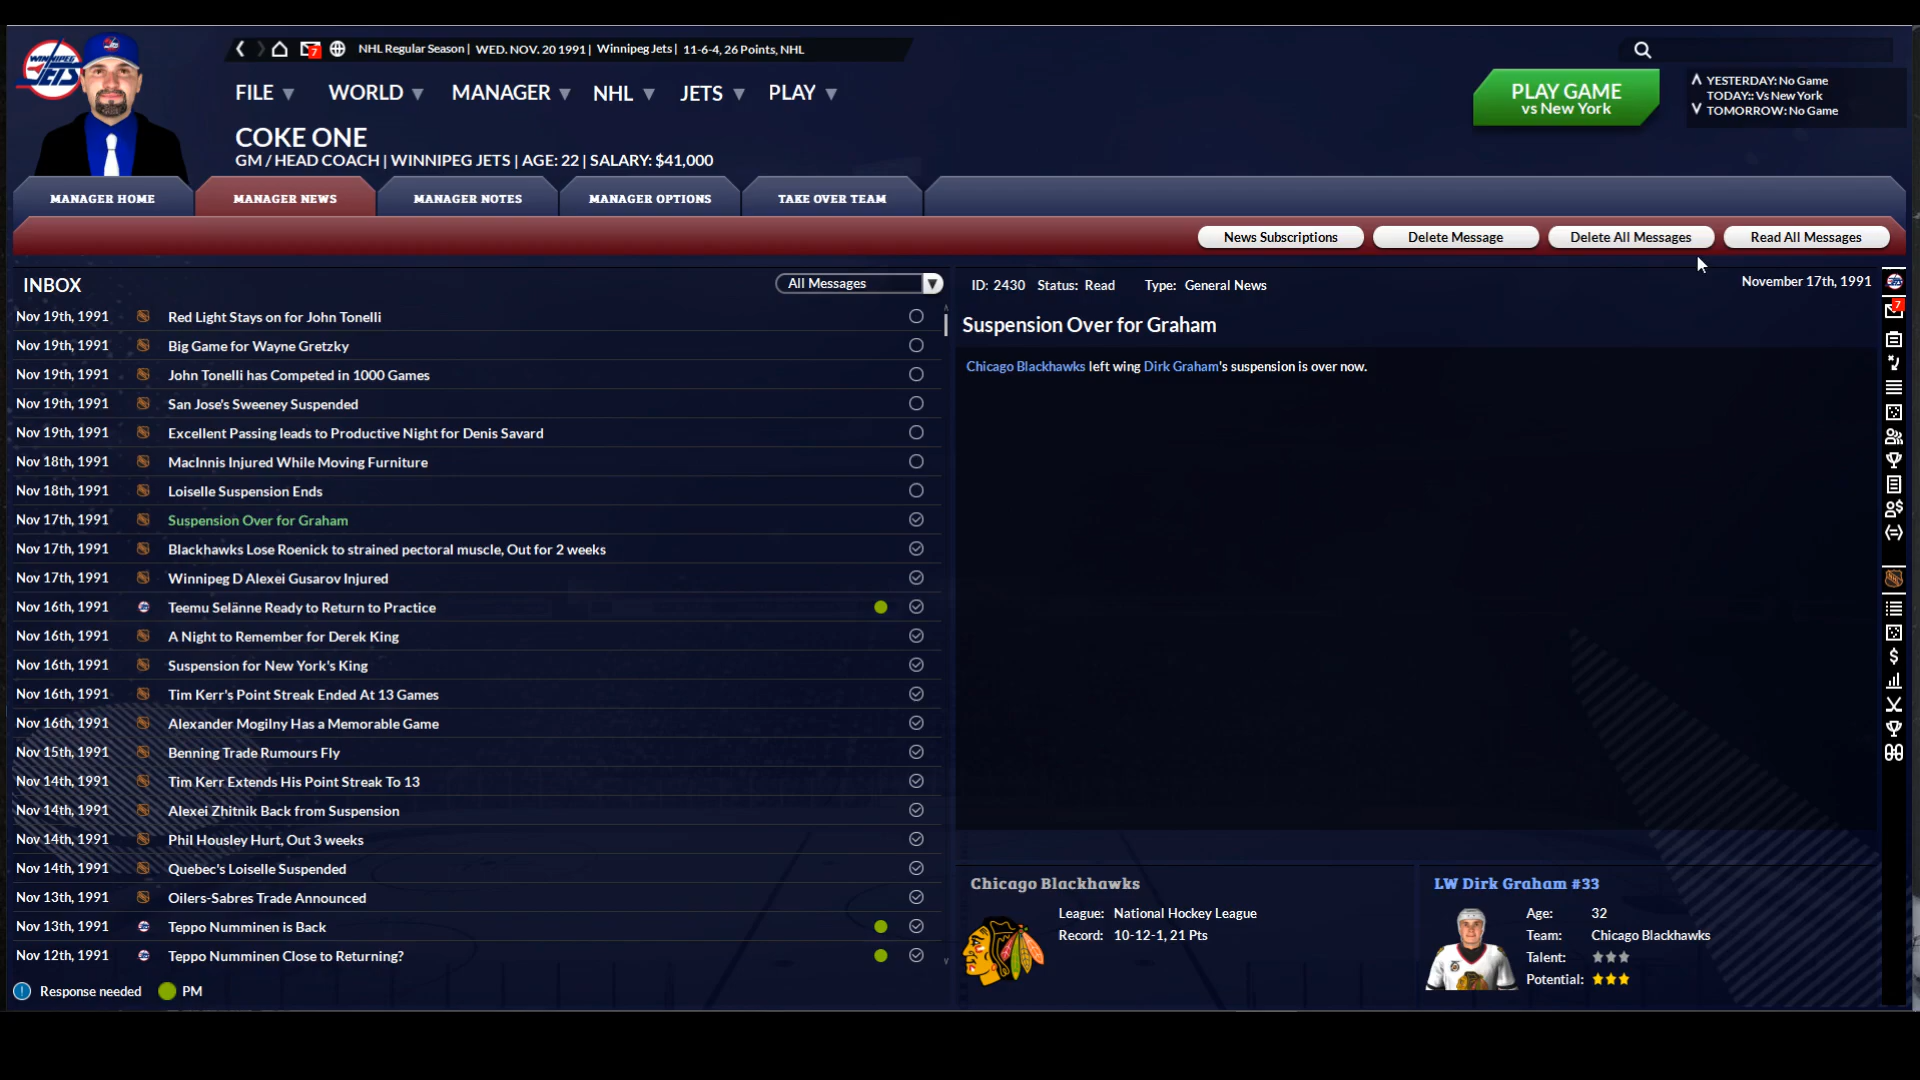 WINNIPEG
JETS
7
NHL Regular Season | WED. NOV. 20 1991 | Winnipeg Jets | 11-6-4, 26 Points, NHL
FILE WORLD MANAGER NHL JETS PLAY
PLAY GAME
vs New York
YESTERDAY: No Game
TODAY:: Vs New York
TOMORROW: No Game
COKE ONE
GM / HEAD COACH | WINNIPEG JETS | AGE: 22 | SALARY: $41,000
MANAGER HOME MANAGER NEWS MANAGER NOTES MANAGER OPTIONS TAKE OVER TEAM
News Subscriptions Delete Message Delete All Messages Read All Messages
INBOX All Messages
Nov 19th, 1991 Red Light Stays on for John Tonelli
Nov 19th, 1991 Big Game for Wayne Gretzky
Nov 19th, 1991 John Tonelli has Competed in 1000 Games
Nov 19th, 1991 San Jose's Sweeney Suspended
Nov 19th, 1991 Excellent Passing leads to Productive Night for Denis Savard
Nov 18th, 1991 MacInnis Injured While Moving Furniture
Nov 18th, 1991 Loiselle Suspension Ends
Nov 17th, 1991 Suspension Over for Graham
Nov 17th, 1991 Blackhawks Lose Roenick to strained pectoral muscle, Out for 2 weeks
Nov 17th, 1991 Winnipeg D Alexei Gusarov Injured
Nov 16th, 1991 Teemu Selänne Ready to Return to Practice
Nov 16th, 1991 A Night to Remember for Derek King
Nov 16th, 1991 Suspension for New York's King
Nov 16th, 1991 Tim Kerr's Point Streak Ended At 13 Games
Nov 16th, 1991 Alexander Mogilny Has a Memorable Game
Nov 15th, 1991 Benning Trade Rumours Fly
Nov 14th, 1991 Tim Kerr Extends His Point Streak To 13
Nov 14th, 1991 Alexei Zhitnik Back from Suspension
Nov 14th, 1991 Phil Housley Hurt, Out 3 weeks
Nov 14th, 1991 Quebec's Loiselle Suspended
Nov 13th, 1991 Oilers-Sabres Trade Announced
Nov 13th, 1991 Teppo Numminen is Back
Nov 12th, 1991 Teppo Numminen Close to Returning?
Response needed PM
ID: 2430 Status: Read Type: General News November 17th, 1991
Suspension Over for Graham
Chicago Blackhawks left wing Dirk Graham's suspension is over now.
7
Chicago Blackhawks
League: National Hockey League
Record: 10-12-1, 21 Pts
LW Dirk Graham #33
Age: 32
Team: Chicago Blackhawks
Talent:
Potential: